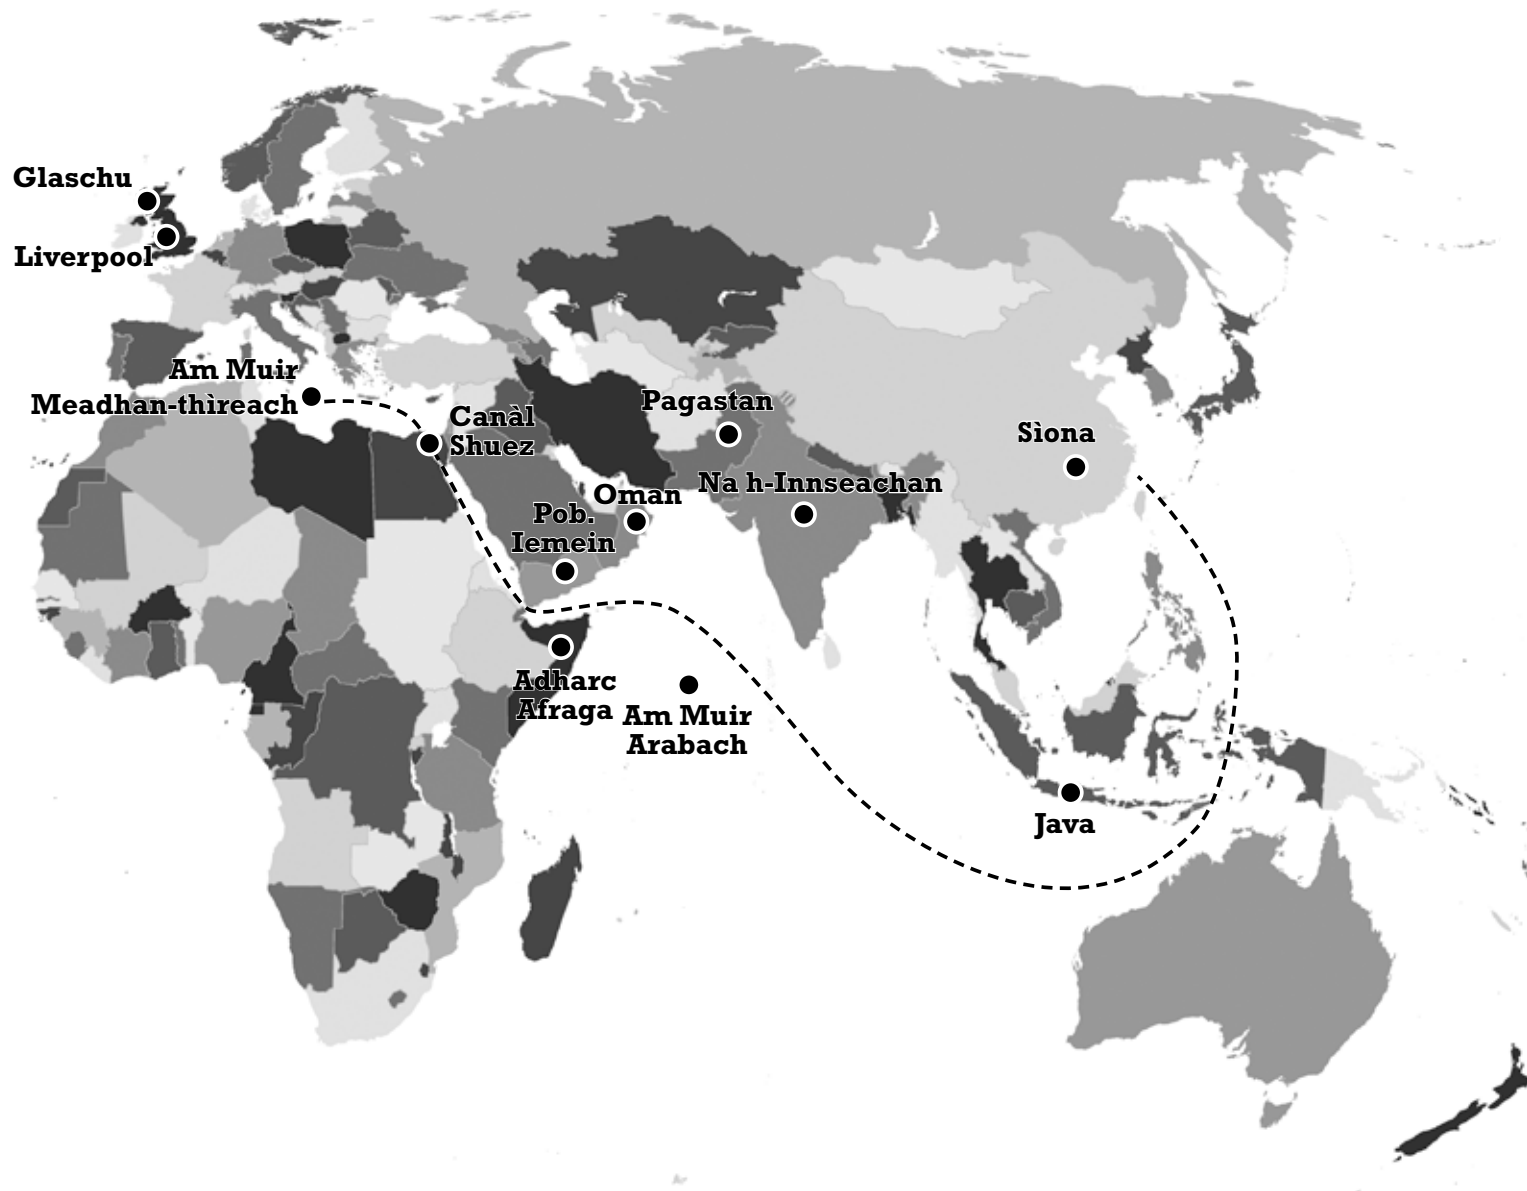 Glaschu
Liverpool
Am Muir
Meadhan-thìreach
Canàl
Shuez
Pagastan
Sìona
Na h-Innseachan
Oman
Pob.
Iemein
Adharc
Afraga
Am Muir
Arabach
Java